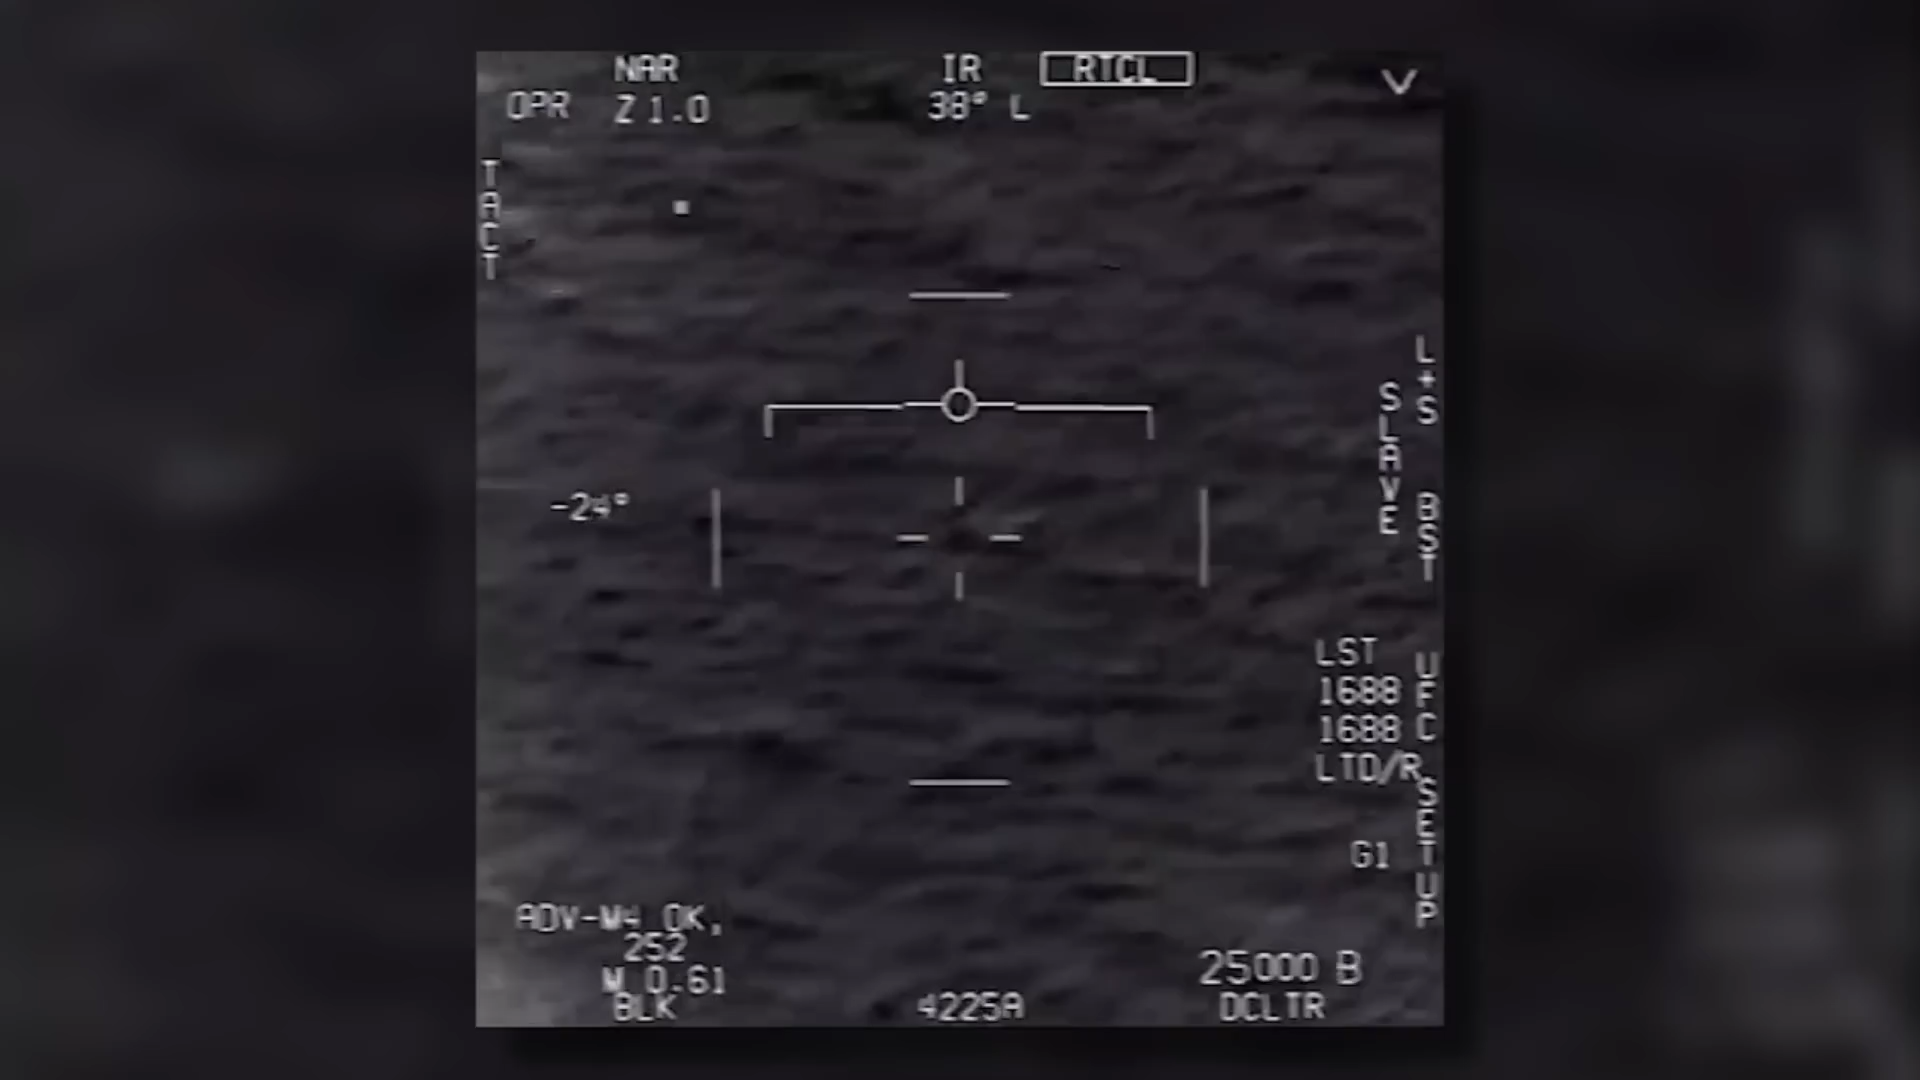 NAR
IR
RTCL
OPR
Z 1.0
38° L
V
TACT
L+S
SLAVE
-24°
BST
LST
1688
1688
LTD/R
UFC
SETUP
G1
ADV-M4 OK,
252
M 0.61
BLK
4225A
25000 B
DCLTR